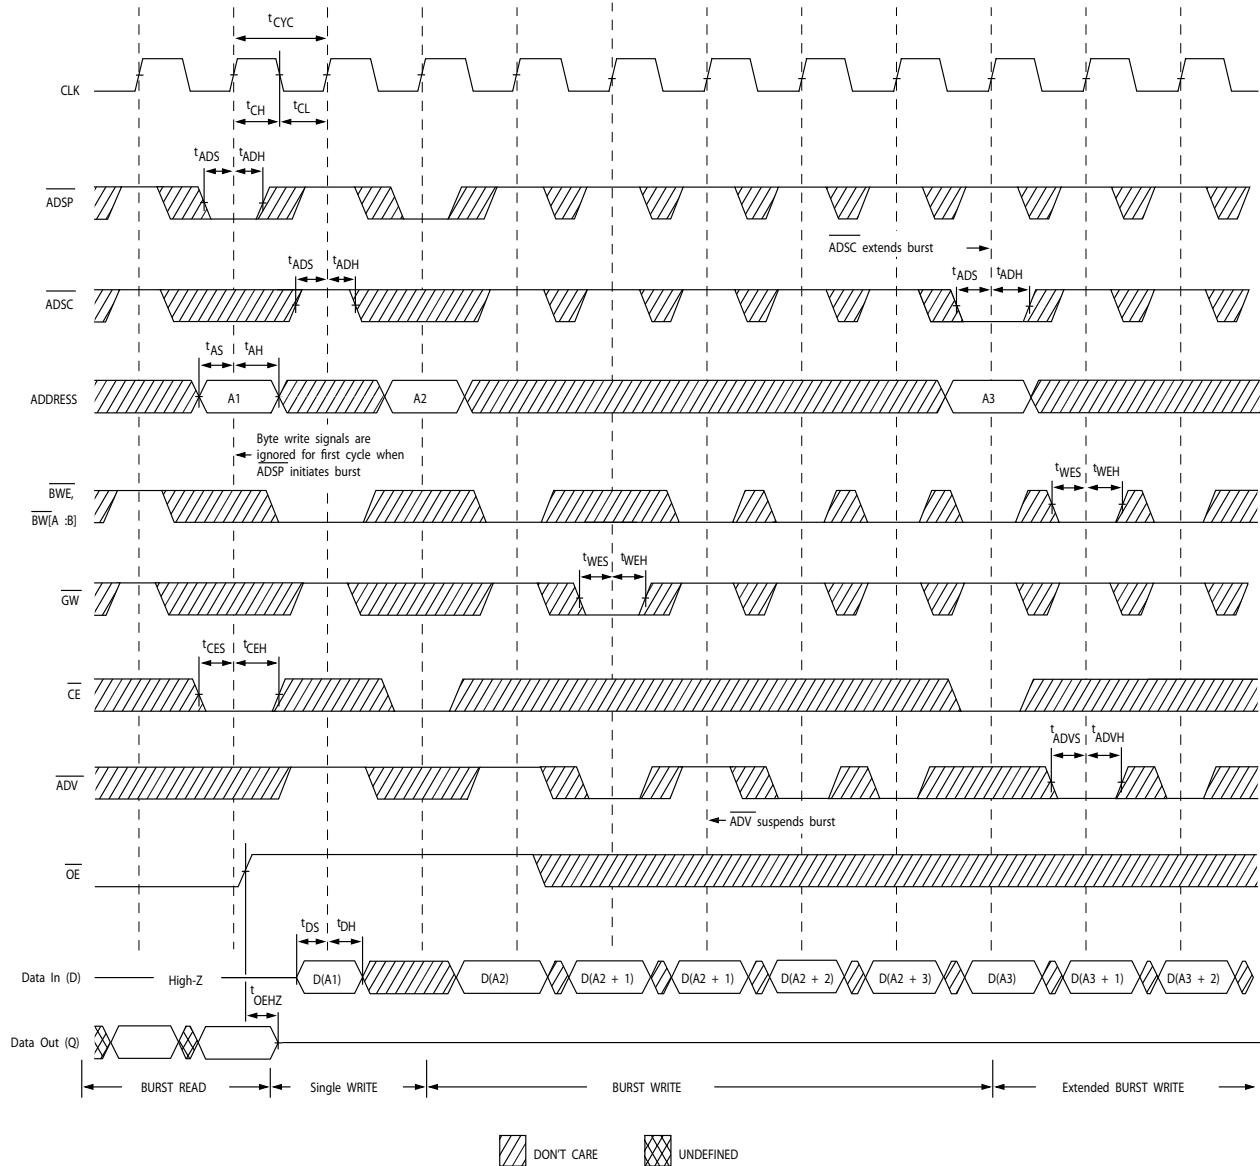 tCYC
CLK
tCH
tCL
tADS
tADH
ADSP
ADSC extends burst
tADS
tADH
tADS
tADH
ADSC
tAS
tAH
ADDRESS
A1
A2
A3
Byte write signals are
ignored for first cycle when
ADSP initiates burst
BWE,
BW[A :B]
tWES
tWEH
tWES
tWEH
GW
tCES
tCEH
CE
tADVS
tADVH
ADV
ADV suspends burst
OE
tDS
tDH
Data In (D)
High-Z
D(A1)
D(A2)
D(A2 + 1)
D(A2 + 1)
D(A2 + 2)
D(A2 + 3)
D(A3)
D(A3 + 1)
D(A3 + 2)
tOEHZ
Data Out (Q)
BURST READ
Single WRITE
BURST WRITE
Extended BURST WRITE
DON'T CARE
UNDEFINED